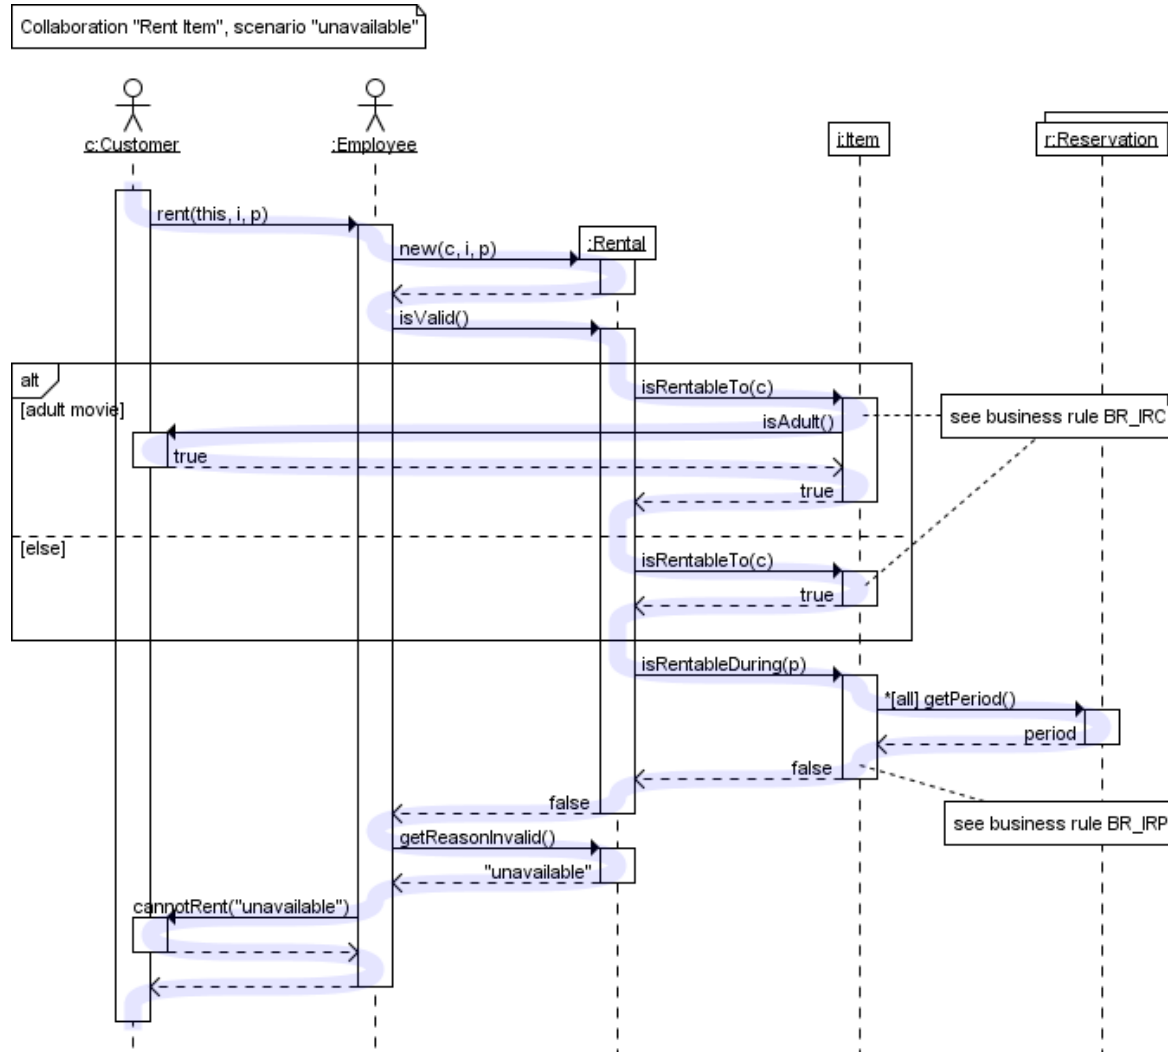 Collaboration "Rent Item", scenario "unavailable"
c:Customer
:Employee
i:Item
r:Reservation
rent(this, i, p)
:Rental
new(c, i, p)
isValid()
alt
[adult movie]
isRentableTo(c)
see business rule BR_IRC
isAdult()
true
true
[else]
isRentableTo(c)
true
isRentableDuring(p)
*[all] getPeriod()
period
false
false
see business rule BR_IRP
getReasonInvalid()
"unavailable"
cannotRent("unavailable")